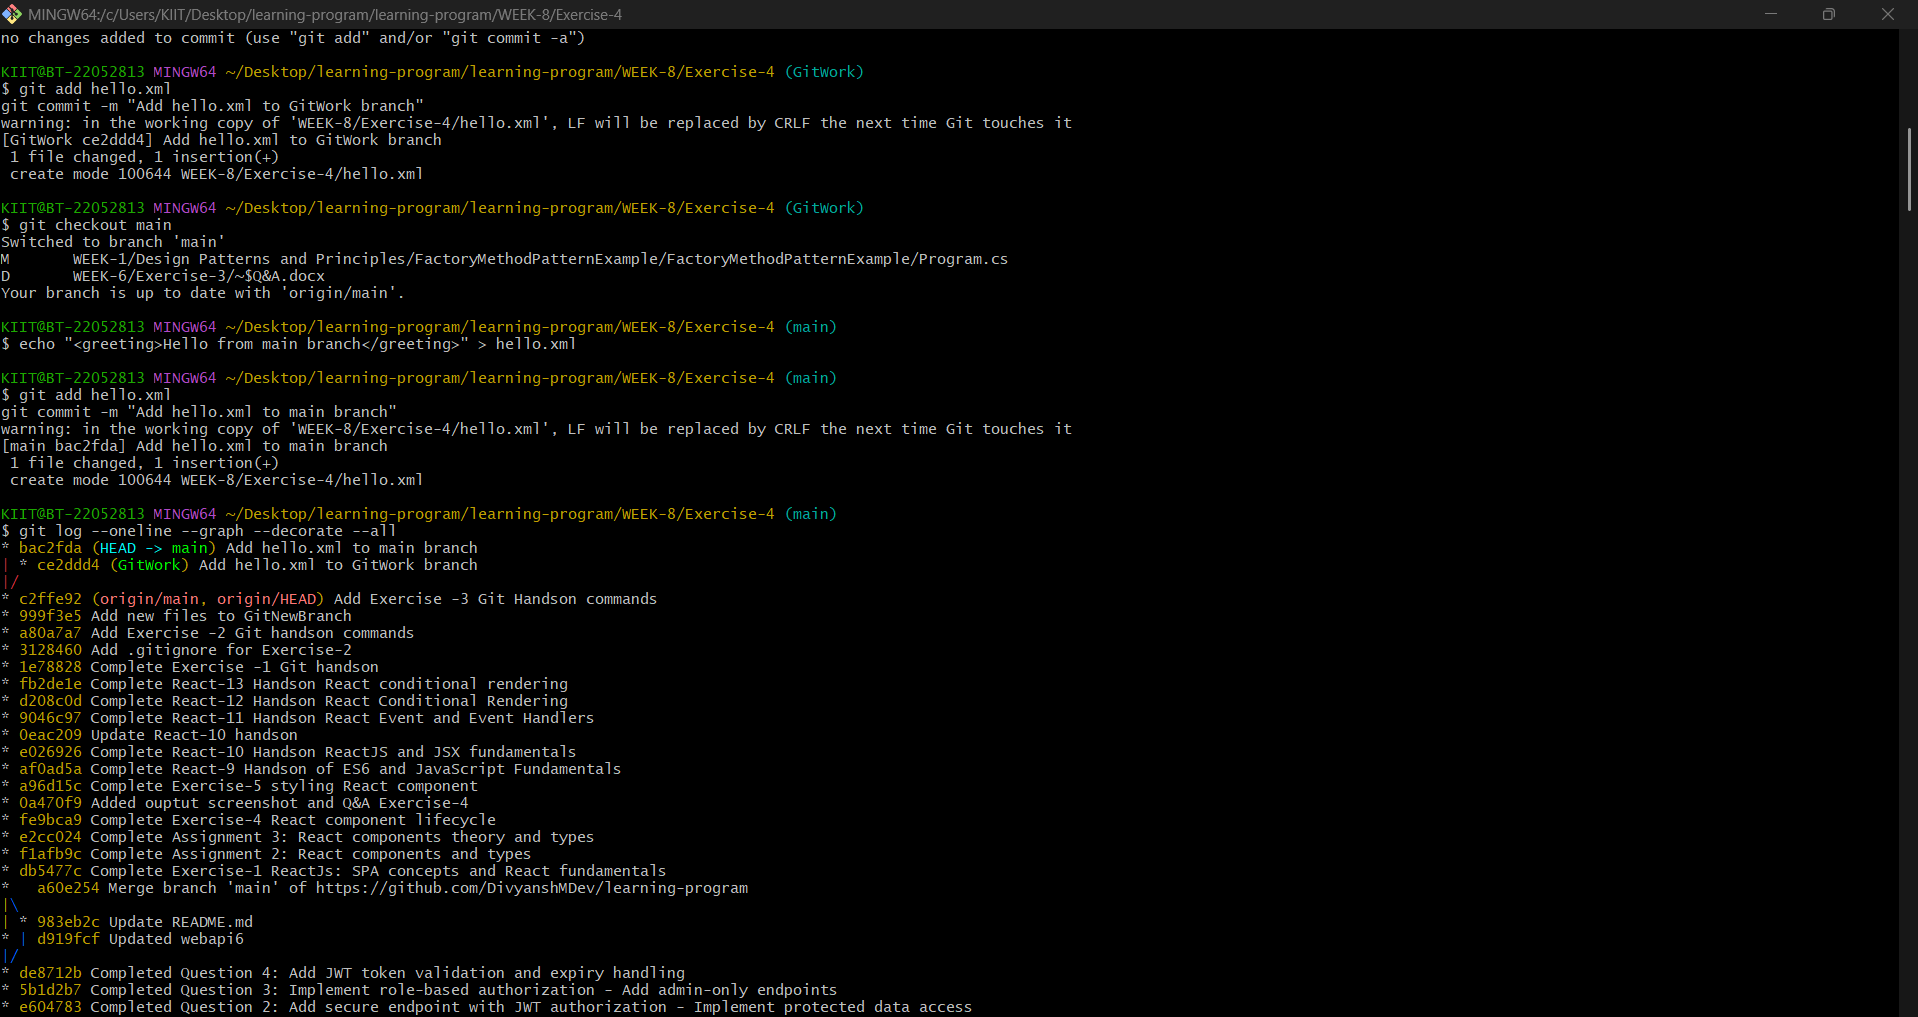 MINGW64:/c/Users/KIIT/Desktop/learning-program/learning-program/WEEK-8/Exercise-4
no changes added to commit (use "git add" and/or "git commit -a")
KIIT@BT-22052813 MINGW64 ~/Desktop/learning-program/learning-program/WEEK-8/Exercise-4 (GitWork)
$ git add hello.xml
git commit -m "Add hello.xml to GitWork branch"
warning: in the working copy of 'WEEK-8/Exercise-4/hello.xml', LF will be replaced by CRLF the next time Git touches it
[GitWork ce2ddd4] Add hello.xml to GitWork branch
 1 file changed, 1 insertion(+)
 create mode 100644 WEEK-8/Exercise-4/hello.xml
KIIT@BT-22052813 MINGW64 ~/Desktop/learning-program/learning-program/WEEK-8/Exercise-4 (GitWork)
$ git checkout main
Switched to branch 'main'
M       WEEK-1/Design Patterns and Principles/FactoryMethodPatternExample/FactoryMethodPatternExample/Program.cs
D       WEEK-6/Exercise-3/~$Q&A.docx
Your branch is up to date with 'origin/main'.
KIIT@BT-22052813 MINGW64 ~/Desktop/learning-program/learning-program/WEEK-8/Exercise-4 (main)
$ echo "<greeting>Hello from main branch</greeting>" > hello.xml
KIIT@BT-22052813 MINGW64 ~/Desktop/learning-program/learning-program/WEEK-8/Exercise-4 (main)
$ git add hello.xml
git commit -m "Add hello.xml to main branch"
warning: in the working copy of 'WEEK-8/Exercise-4/hello.xml', LF will be replaced by CRLF the next time Git touches it
[main bac2fda] Add hello.xml to main branch
 1 file changed, 1 insertion(+)
 create mode 100644 WEEK-8/Exercise-4/hello.xml
KIIT@BT-22052813 MINGW64 ~/Desktop/learning-program/learning-program/WEEK-8/Exercise-4 (main)
$ git log --oneline --graph --decorate --all
* bac2fda (HEAD -> main) Add hello.xml to main branch
| * ce2ddd4 (GitWork) Add hello.xml to GitWork branch
|/
* c2ffe92 (origin/main, origin/HEAD) Add Exercise -3 Git Handson commands
* 999f3e5 Add new files to GitNewBranch
* a80a7a7 Add Exercise -2 Git handson commands
* 3128460 Add .gitignore for Exercise-2
* 1e78828 Complete Exercise -1 Git handson
* fb2de1e Complete React-13 Handson React conditional rendering
* d208c0d Complete React-12 Handson React Conditional Rendering
* 9046c97 Complete React-11 Handson React Event and Event Handlers
* 0eac209 Update React-10 handson
* e026926 Complete React-10 Handson ReactJS and JSX fundamentals
* af0ad5a Complete React-9 Handson of ES6 and JavaScript Fundamentals
* a96d15c Complete Exercise-5 styling React component
* 0a470f9 Added ouptut screenshot and Q&A Exercise-4
* fe9bca9 Complete Exercise-4 React component lifecycle
* e2cc024 Complete Assignment 3: React components theory and types
* f1afb9c Complete Assignment 2: React components and types
* db5477c Complete Exercise-1 ReactJs: SPA concepts and React fundamentals
*   a60e254 Merge branch 'main' of https://github.com/DivyanshMDev/learning-program
|\
| * 983eb2c Update README.md
* | d919fcf Updated webapi6
|/
* de8712b Completed Question 4: Add JWT token validation and expiry handling
* 5b1d2b7 Completed Question 3: Implement role-based authorization - Add admin-only endpoints
* e604783 Completed Question 2: Add secure endpoint with JWT authorization - Implement protected data access